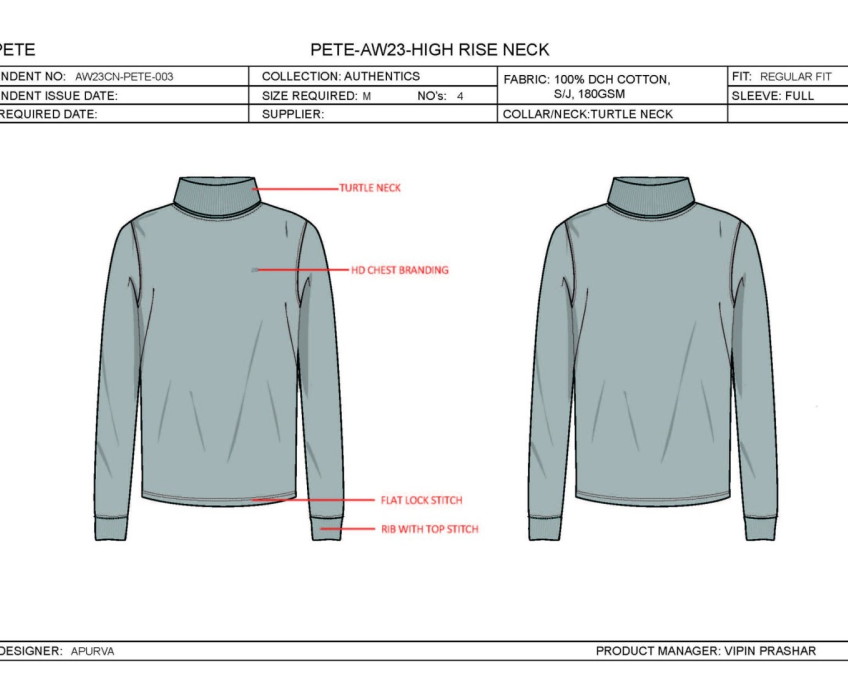 PETE
PETE-AW23-HIGH RISE NECK
NDENT NO: AW23CN-PETE-003
COLLECTION: AUTHENTICS
FABRIC: 100% DCH COTTON,
S/J, 180GSM
FIT: REGULAR FIT
NDENT ISSUE DATE:
SIZE REQUIRED: M NO's: 4
SLEEVE: FULL
REQUIRED DATE:
SUPPLIER:
COLLAR/NECK:TURTLE NECK
TURTLE NECK
HD CHEST BRANDING
FLAT LOCK STITCH
RIB WITH TOP STITCH
DESIGNER: APURVA
PRODUCT MANAGER: VIPIN PRASHAR